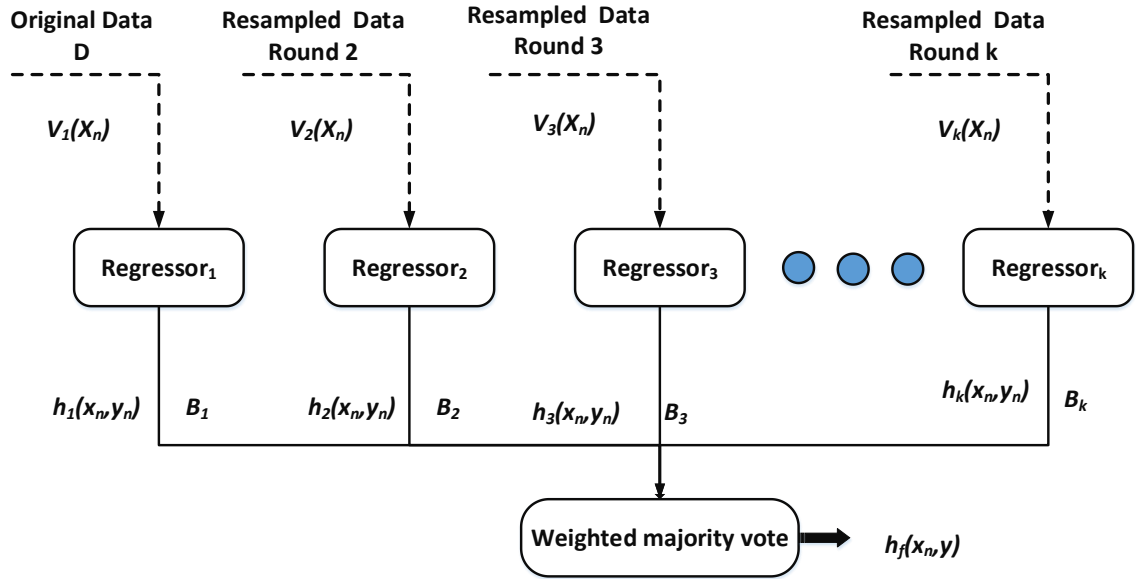 Original Data
D
Resampled Data
Round 2
Resampled Data
Round 3
Resampled Data
Round k
V₁(Xₙ)
V₂(Xₙ)
V₃(Xₙ)
Vₖ(Xₙ)
Regressor₁
Regressor₂
Regressor₃
Regressorₖ
h₁(xₙ,yₙ)
B₁
h₂(xₙ,yₙ)
B₂
h₃(xₙ,yₙ)
B₃
hₖ(xₙ,yₙ)
Bₖ
Weighted majority vote
h_f(xₙ,y)